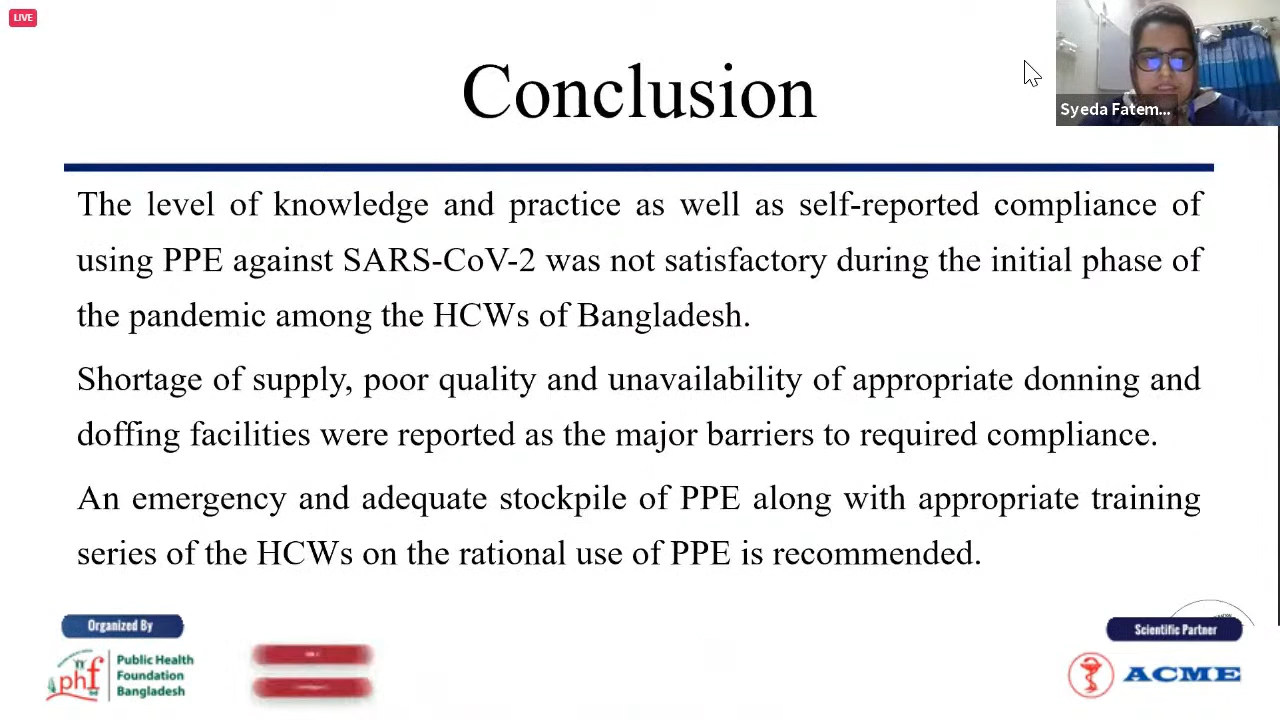 LIVE
Conclusion
Syeda Fatem...
The level of knowledge and practice as well as self-reported compliance of
using PPE against SARS-CoV-2 was not satisfactory during the initial phase of
the pandemic among the HCWs of Bangladesh.
Shortage of supply, poor quality and unavailability of appropriate donning and
doffing facilities were reported as the major barriers to required compliance.
An emergency and adequate stockpile of PPE along with appropriate training
series of the HCWs on the rational use of PPE is recommended.
Organized By
phf
Public Health
Foundation
Bangladesh
Scientific Partner
ACME